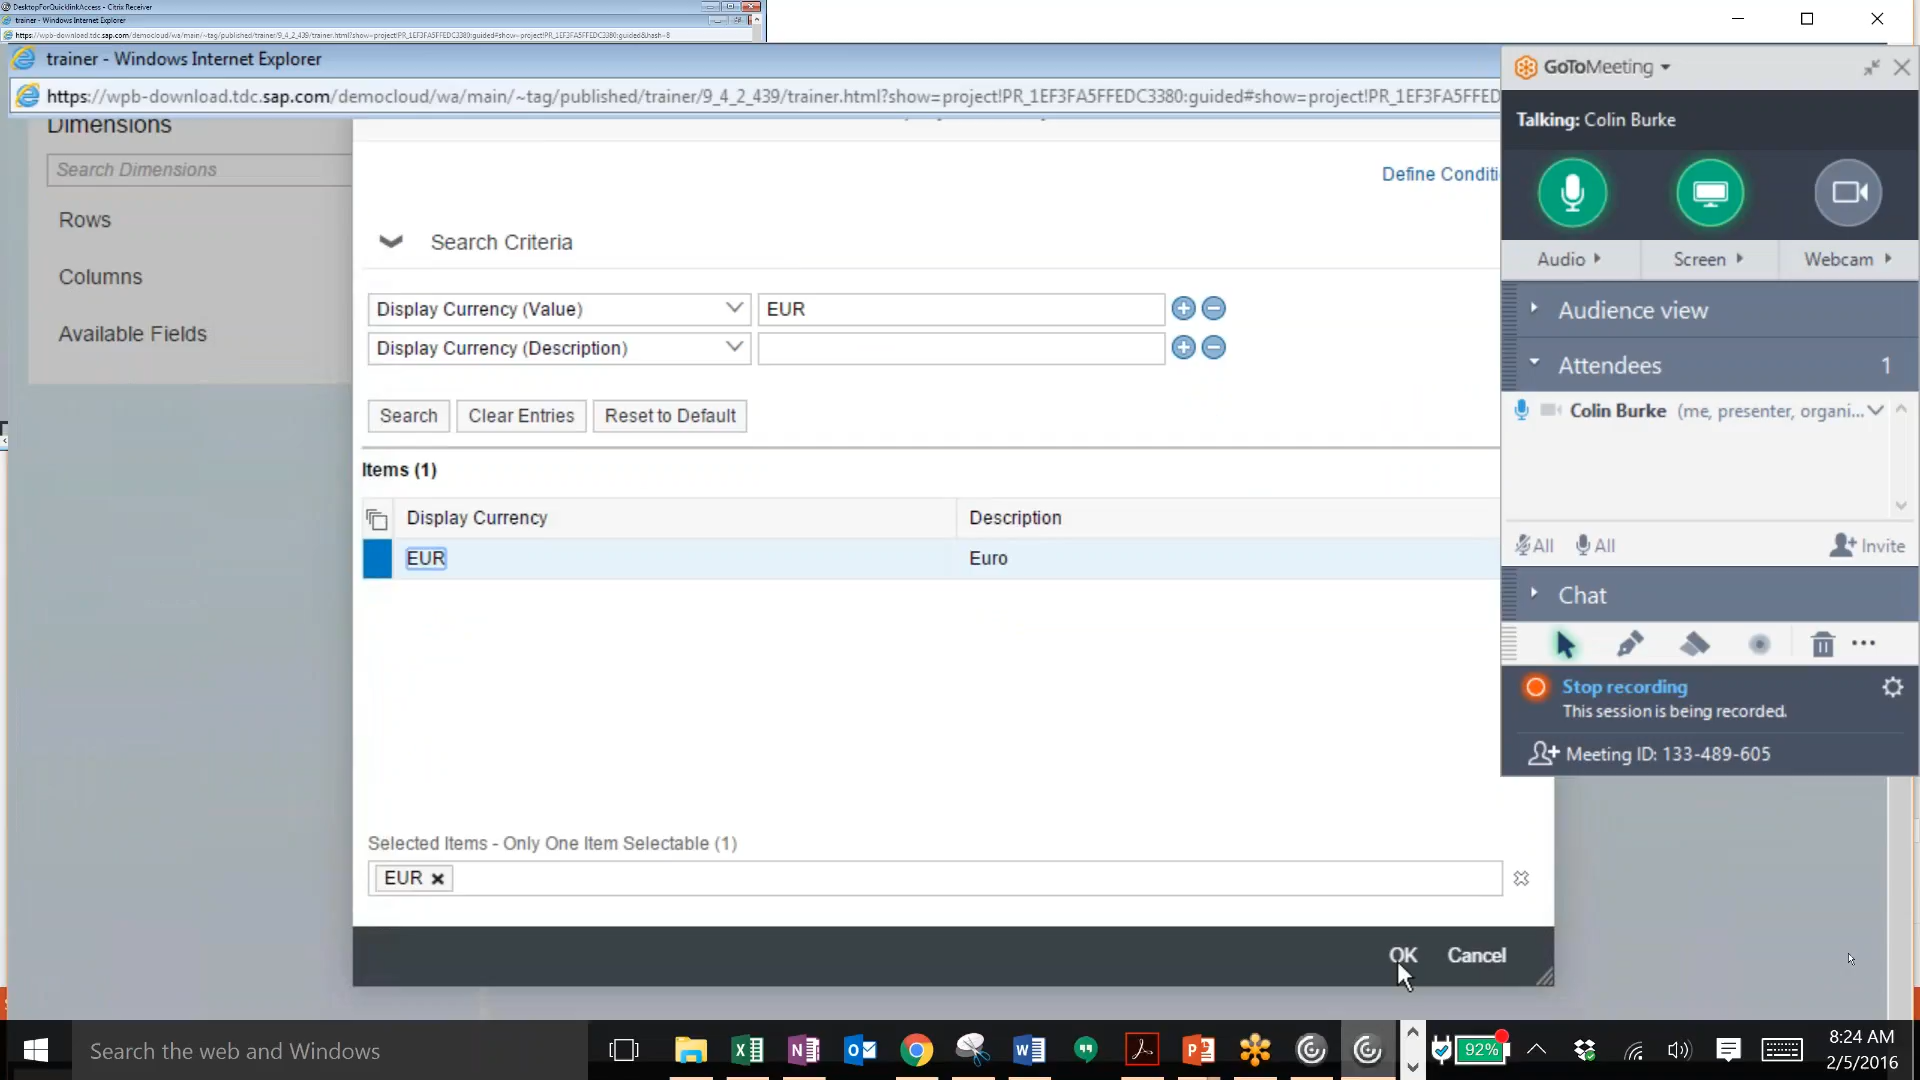 DesktopForQuicklinkAccess - Citrix Receiver
trainer - Windows Internet Explorer
trainer - Windows Internet Explorer
https://wpb-download.tdc.sap.com/democloud/wa/main/~tag/published/trainer/9_4_2_439/trainer.html?show=project!PR_1EF3FA5FFEDC3380:guided#show=project!PR_1EF3FA5FFED
Dimensions
Search Dimensions
Rows
Columns
Available Fields
Define Conditi
Search Criteria
Display Currency (Value)
EUR
Display Currency (Description)
Search
Clear Entries
Reset to Default
Items (1)
Display Currency
Description
EUR
Euro
Selected Items - Only One Item Selectable (1)
EUR
OK
Cancel
GoToMeeting
Talking: Colin Burke
Audio
Screen
Webcam
Audience view
Attendees
1
Colin Burke (me, presenter, organi...
All
All
Invite
Chat
Stop recording
This session is being recorded.
Meeting ID: 133-489-605
Search the web and Windows
92%
8:24 AM
2/5/2016